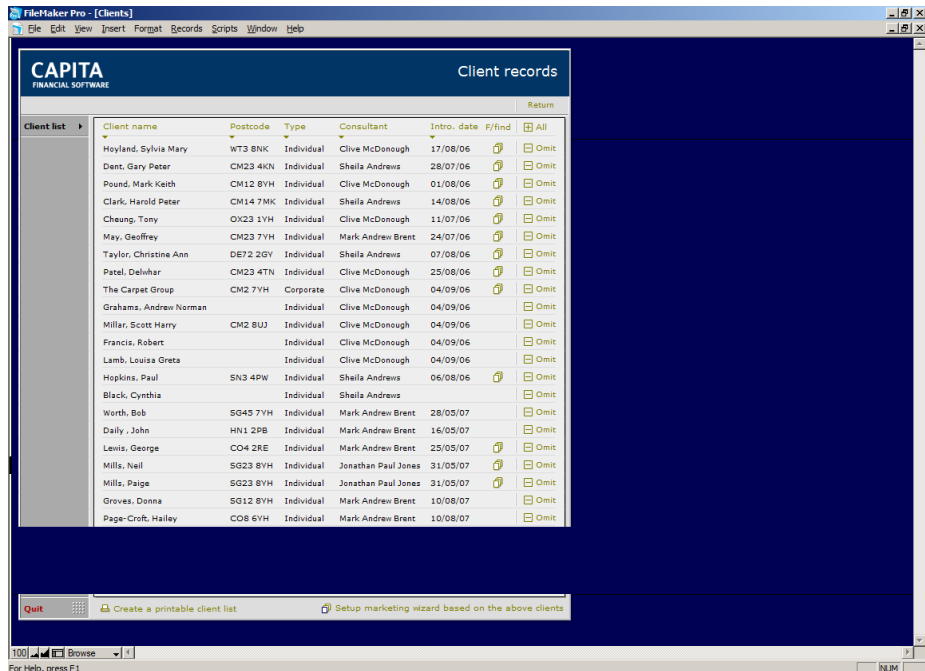 FileMaker Pro - [Clients]
File Edit View Insert Format Records Scripts Window Help
CAPITA
FINANCIAL SOFTWARE
Client records
Return
Client list
Client name Postcode Type Consultant Intro. date F/find All
Hoyland, Sylvia Mary WT3 8NK Individual Clive McDonough 17/08/06 Omit
Dent, Gary Peter CM23 4KN Individual Sheila Andrews 28/07/06 Omit
Pound, Mark Keith CM12 8YH Individual Clive McDonough 01/08/06 Omit
Clark, Harold Peter CM14 7MK Individual Sheila Andrews 14/08/06 Omit
Cheung, Tony OX23 1YH Individual Clive McDonough 11/07/06 Omit
May, Geoffrey CM23 7YH Individual Mark Andrew Brent 24/07/06 Omit
Taylor, Christine Ann DE72 2GY Individual Sheila Andrews 07/08/06 Omit
Patel, Delwhar CM23 4TN Individual Clive McDonough 25/08/06 Omit
The Carpet Group CM2 7YH Corporate Clive McDonough 04/09/06 Omit
Grahams, Andrew Norman Individual Clive McDonough 04/09/06 Omit
Millar, Scott Harry CM2 8UJ Individual Clive McDonough 04/09/06 Omit
Francis, Robert Individual Clive McDonough 04/09/06 Omit
Lamb, Louisa Greta Individual Clive McDonough 04/09/06 Omit
Hopkins, Paul SN3 4PW Individual Sheila Andrews 06/08/06 Omit
Black, Cynthia Individual Sheila Andrews Omit
Worth, Bob SG45 7YH Individual Mark Andrew Brent 28/05/07 Omit
Daily , John HN1 2PB Individual Mark Andrew Brent 16/05/07 Omit
Lewis, George CO4 2RE Individual Mark Andrew Brent 25/05/07 Omit
Mills, Neil SG23 8YH Individual Jonathan Paul Jones 31/05/07 Omit
Mills, Paige SG23 8YH Individual Jonathan Paul Jones 31/05/07 Omit
Groves, Donna SG12 8YH Individual Mark Andrew Brent 10/08/07 Omit
Page-Croft, Hailey CO8 6YH Individual Mark Andrew Brent 10/08/07 Omit
Quit Create a printable client list Setup marketing wizard based on the above clients
100 Browse
For Help, press F1 NUM